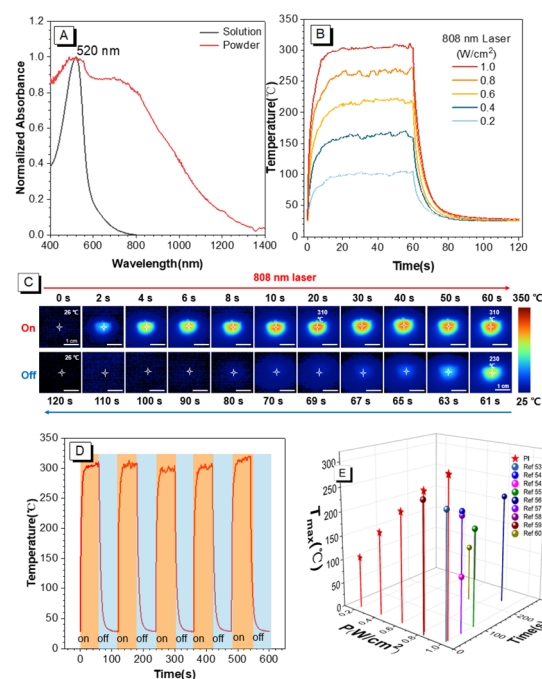 A
520 nm
Solution
Powder
Normalized Absorbance
1.0
0.8
0.6
0.4
0.2
0.0
400 600 800 1000 1200 1400
Wavelength(nm)
B
808 nm Laser
(W/cm²)
1.0
0.8
0.6
0.4
0.2
Temperature(℃)
350
300
250
200
150
100
50
0 20 40 60 80 100 120
Time(s)
C
808 nm laser
0 s 2 s 4 s 6 s 8 s 10 s 20 s 30 s 40 s 50 s 60 s
350 ℃
On
26 ℃
1 cm
310
310
Off
26 ℃
230
1 cm
120 s 110 s 100 s 90 s 80 s 70 s 69 s 67 s 65 s 63 s 61 s
25 ℃
D
Temperature(℃)
350
300
250
200
150
100
50
0
on off on off on off on off on off
0 100 200 300 400 500 600
Time(s)
E
PI
Ref 53
Ref 54
Ref 54
Ref 55
Ref 56
Ref 57
Ref 58
Ref 59
Ref 60
T max(℃)
300
250
200
150
100
50
0
0.2
0.4
0.6
0.8
1.0
P(W/cm²)
0
100
200
Time(s)